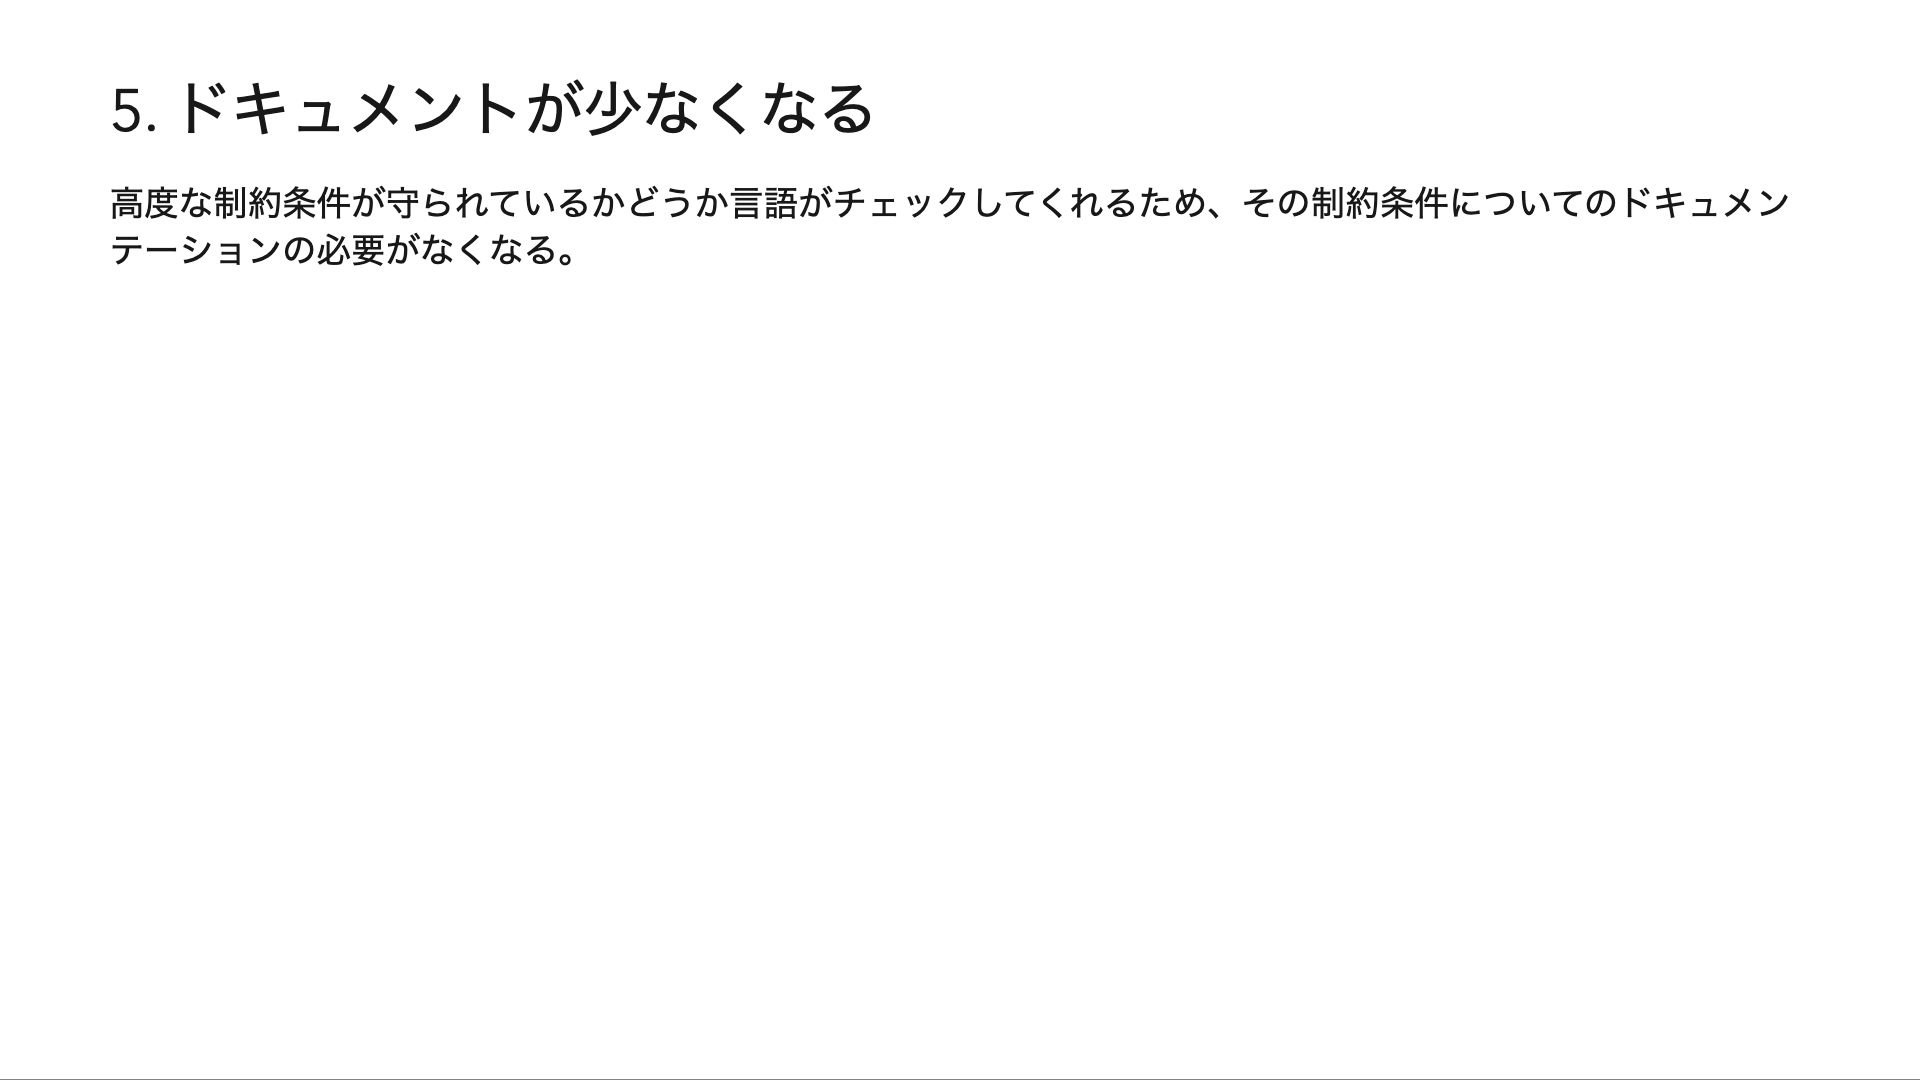 5. ドキュメントが少なくなる
高度な制約条件が守られているかどうか言語がチェックしてくれるため、その制約条件についてのドキュメン
テーションの必要がなくなる。